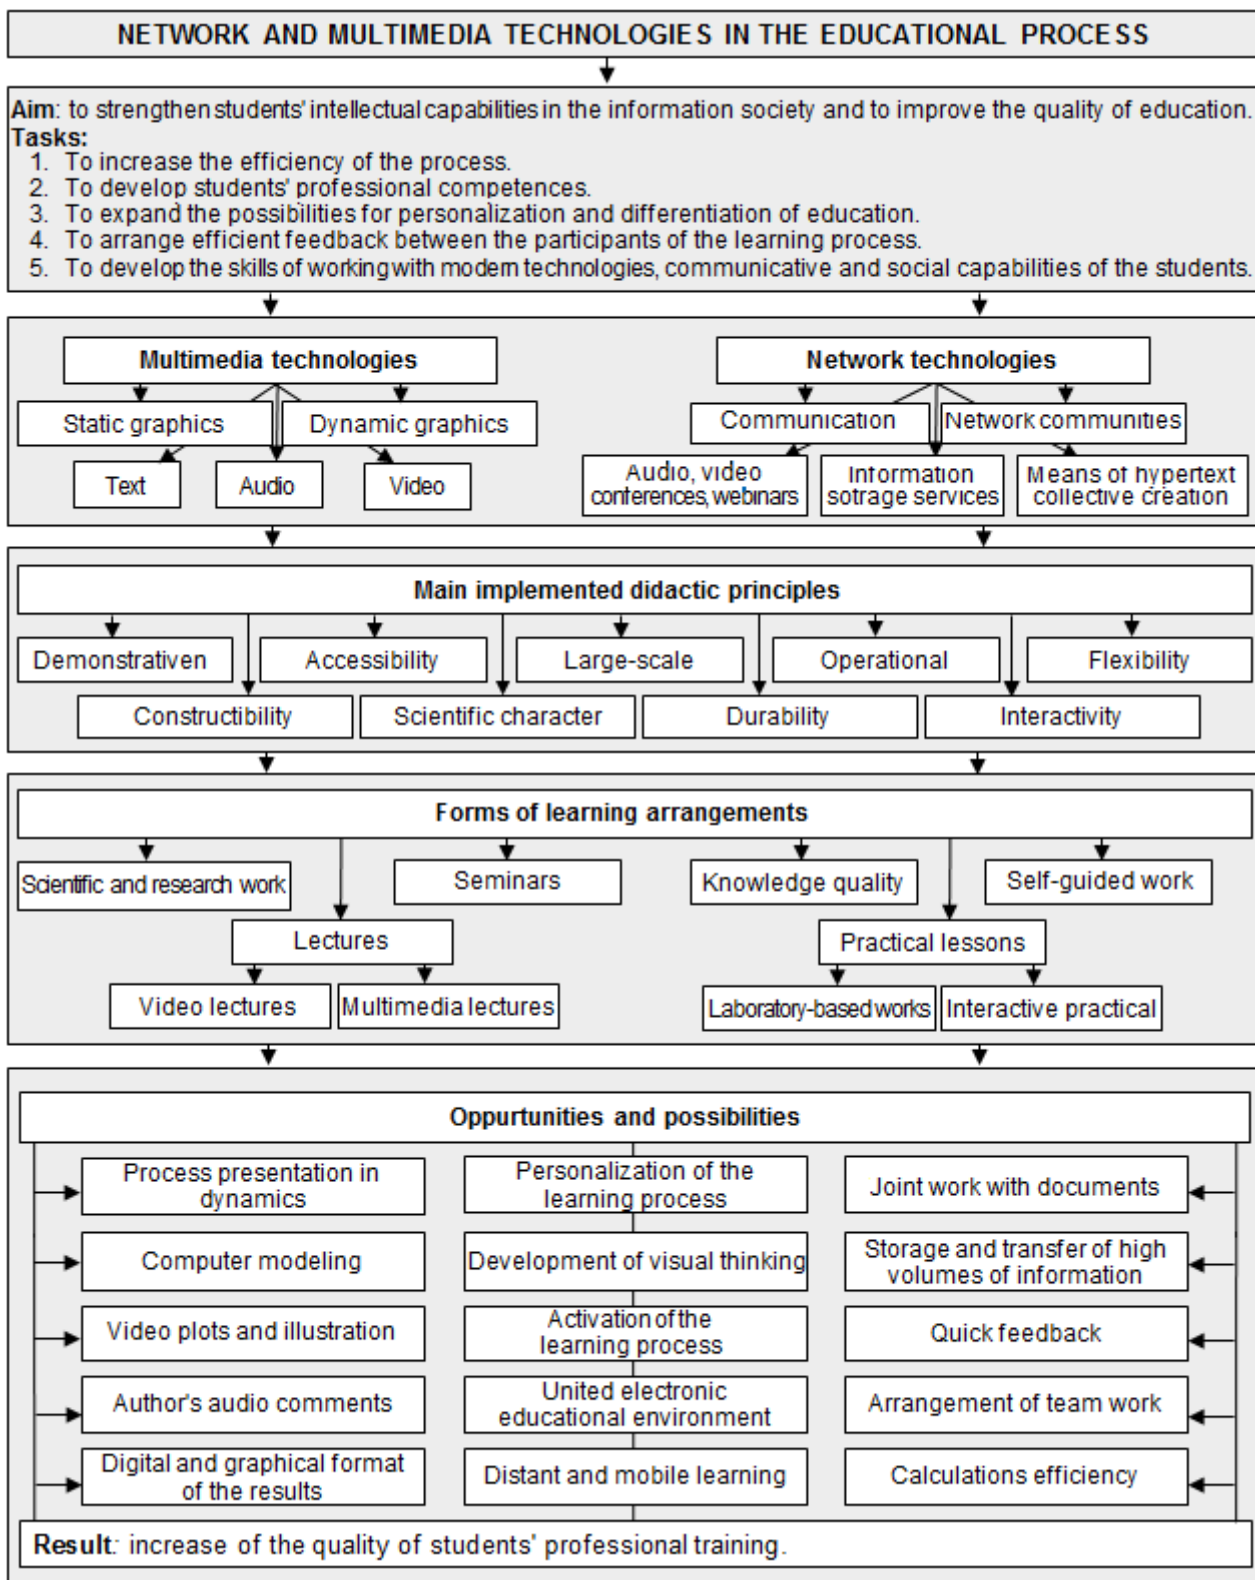 NETWORK AND MULTIMEDIA TECHNOLOGIES IN THE EDUCATIONAL PROCESS
Aim: to strengthen students' intellectual capabilities in the information society and to improve the quality of education.
Tasks:
1. To increase the efficiency of the process.
2. To develop students' professional competences.
3. To expand the possibilities for personalization and differentiation of education.
4. To arrange efficient feedback between the participants of the learning process.
5. To develop the skills of working with modern technologies, communicative and social capabilities of the students.
Multimedia technologies
Static graphics
Dynamic graphics
Text
Audio
Video
Network technologies
Communication
Network communities
Audio, video
conferences, webinars
Information
sotrage services
Means of hypertext
collective creation
Main implemented didactic principles
Demonstrativen
Accessibility
Large-scale
Operational
Flexibility
Constructibility
Scientific character
Durability
Interactivity
Forms of learning arrangements
Scientific and research work
Seminars
Knowledge quality
Self-guided work
Lectures
Practical lessons
Video lectures
Multimedia lectures
Laboratory-based works
Interactive practical
Oppurtunities and possibilities
Process presentation in
dynamics
Personalization of the
learning process
Joint work with documents
Computer modeling
Development of visual thinking
Storage and transfer of high
volumes of information
Video plots and illustration
Activation of the
learning process
Quick feedback
Author's audio comments
United electronic
educational environment
Arrangement of team work
Digital and graphical format
of the results
Distant and mobile learning
Calculations efficiency
Result: increase of the quality of students' professional training.